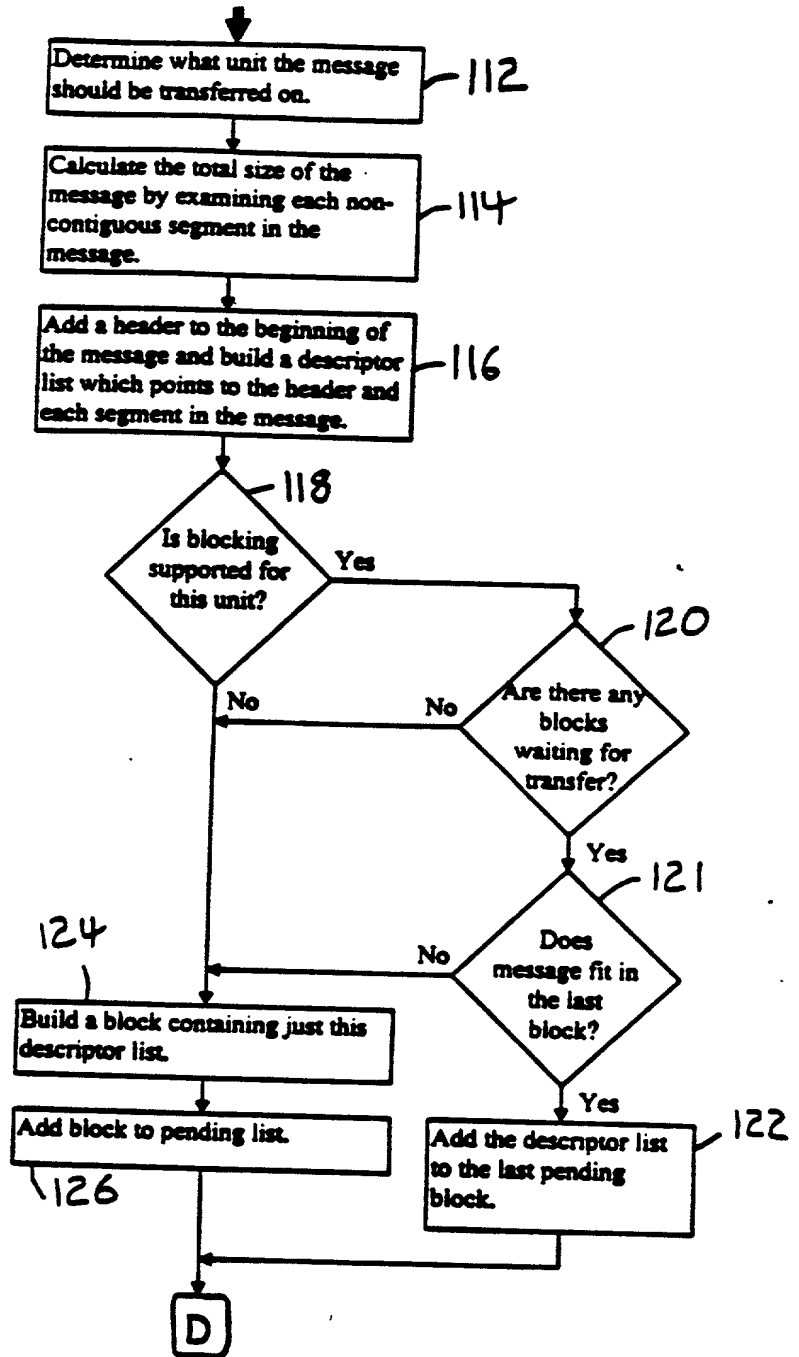 Determine what unit the message
should be transferred on.
112
Calculate the total size of the
message by examining each non-
contiguous segment in the
message.
114
Add a header to the beginning of
the message and build a descriptor
list which points to the header and
each segment in the message.
116
118
Is blocking
supported for
this unit?
Yes
120
No
No
Are there any
blocks
waiting for
transfer?
Yes
121
124
No
Does
message fit in
the last
block?
Build a block containing just this
descriptor list.
Yes
Add block to pending list.
126
Add the descriptor list
to the last pending
block.
122
D